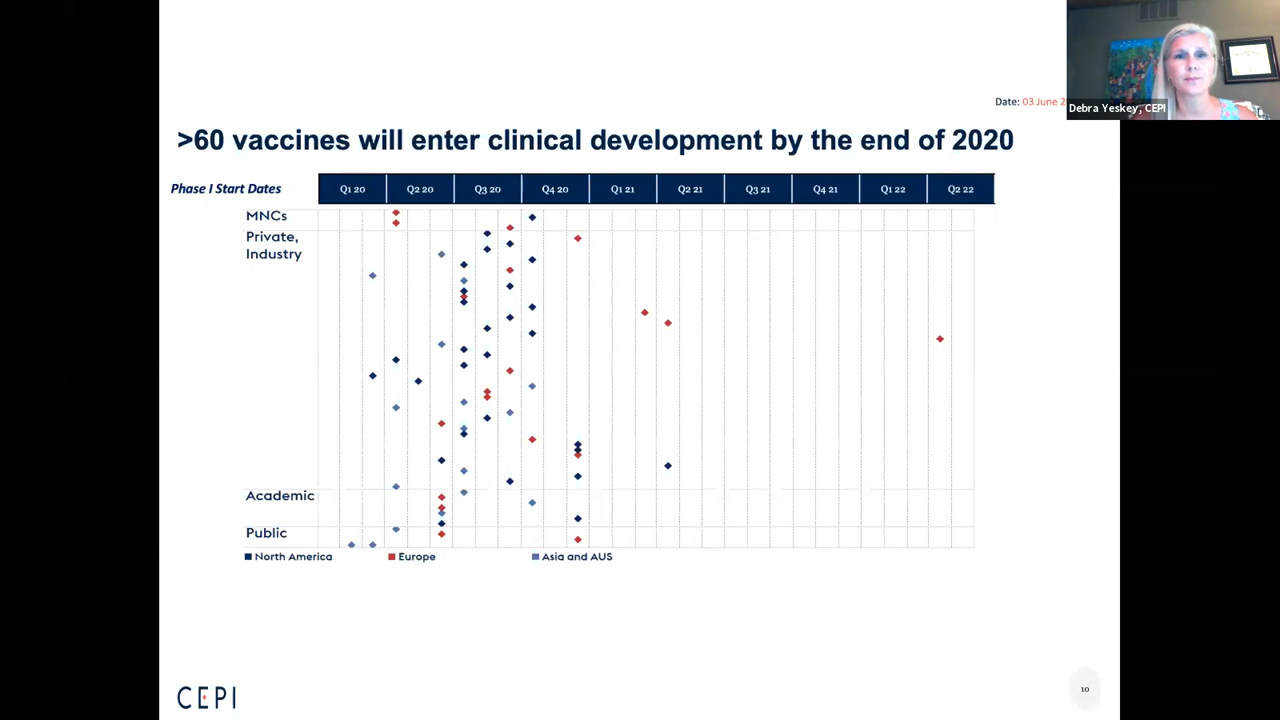 Date: 03 June 2
Debra Yeskey, CEPI
>60 vaccines will enter clinical development by the end of 2020
Phase I Start Dates
Q1 20 Q2 20 Q3 20 Q4 20 Q1 21 Q2 21 Q3 21 Q4 21 Q1 22 Q2 22
MNCs
Private,
Industry
Academic
Public
North America Europe Asia and AUS
CEPI
10